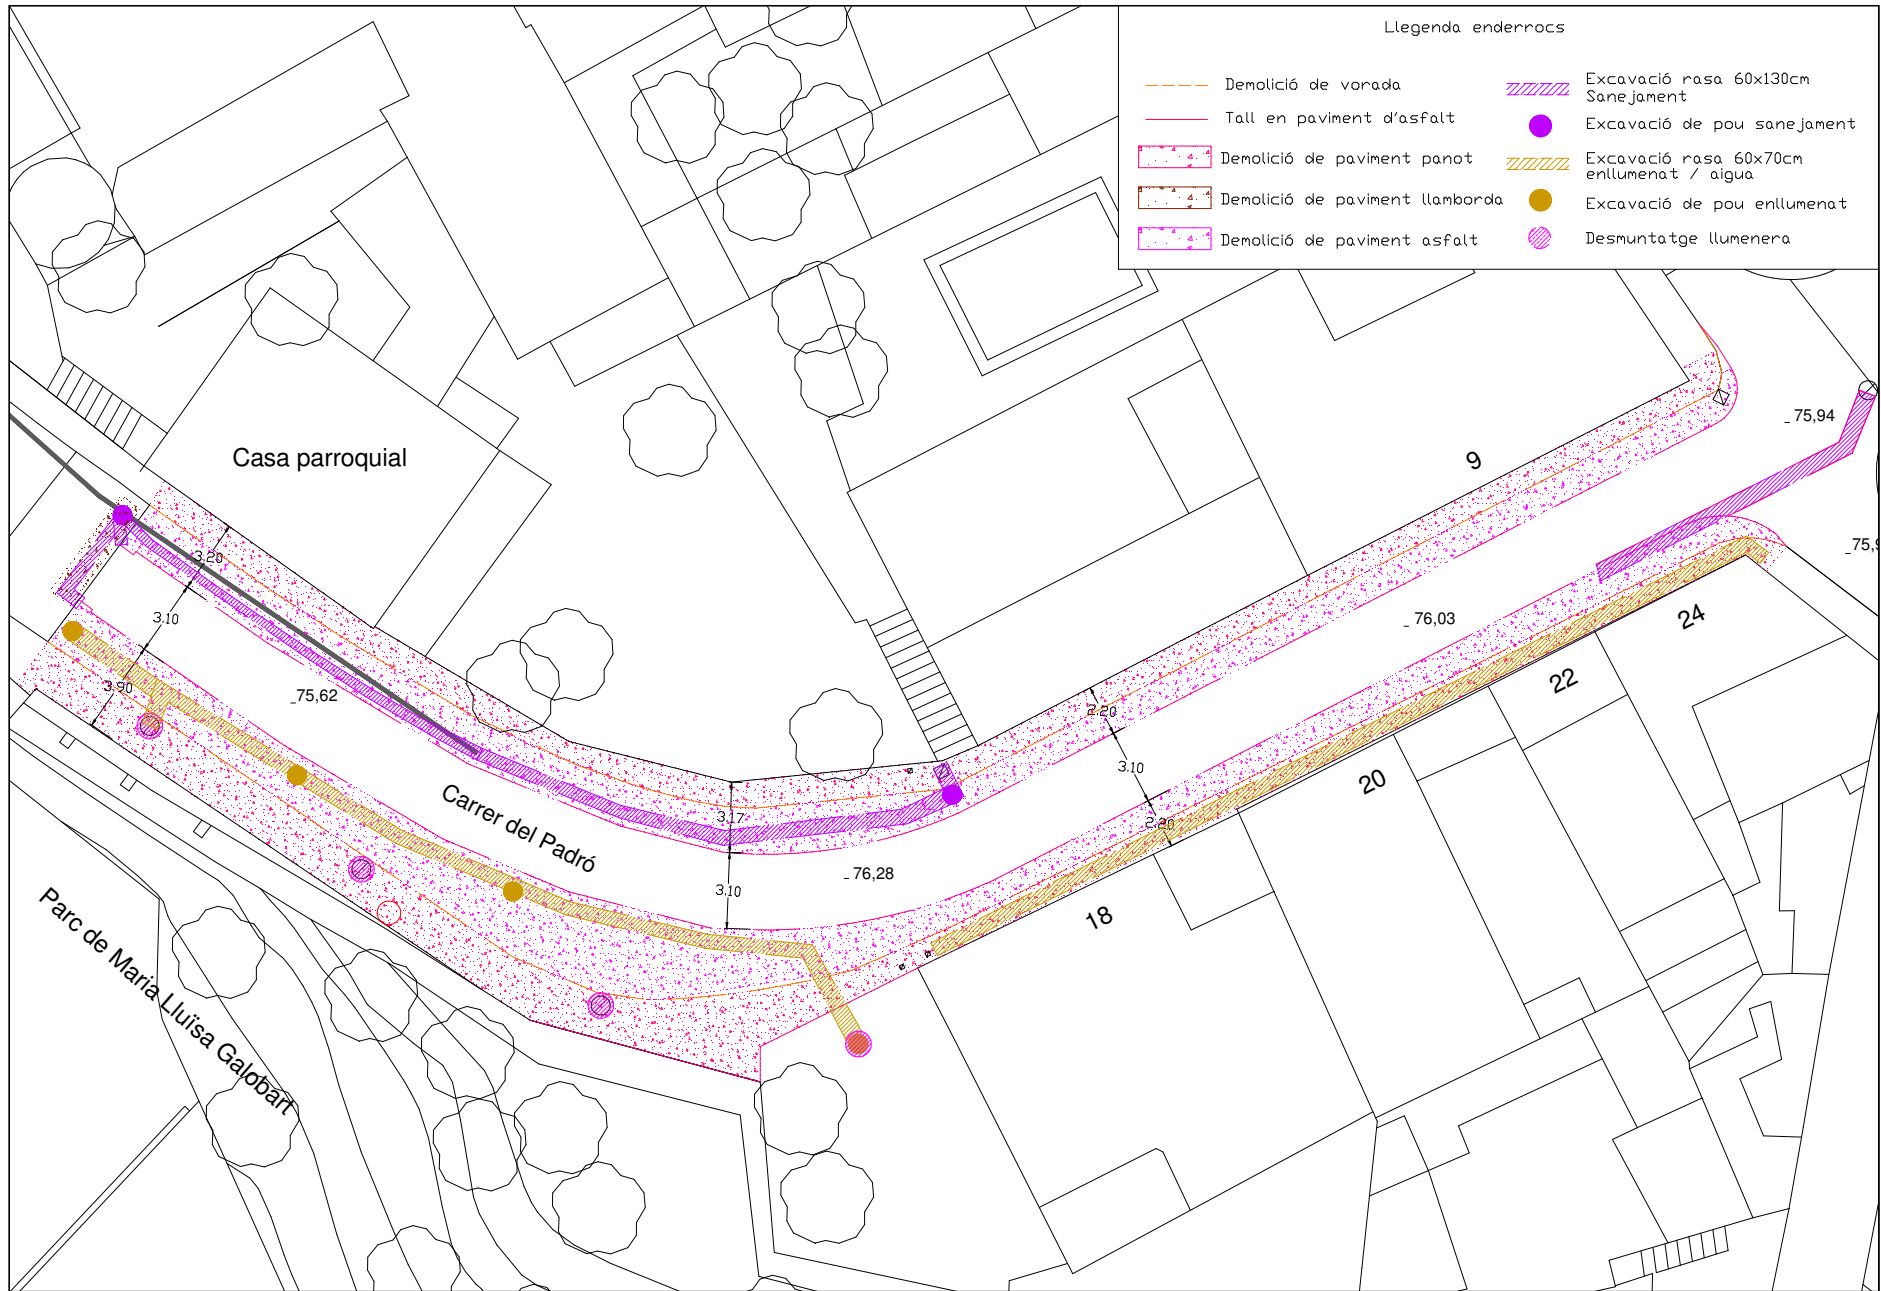 Llegenda enderrocs
Demolició de vorada
Tall en paviment d'asfalt
Demolició de paviment panot
Demolició de paviment llamborda
Demolició de paviment asfalt
Excavació rasa 60x130cm
Sanejament
Excavació de pou sanejament
Excavació rasa 60x70cm
enllumenat / aigua
Excavació de pou enllumenat
Desmuntatge llumenera
75,94
9
Casa parroquial
3.20
3.10
76,03
24
22
3.90
75,62
2.20
3.10
20
Carrer del Padró
3.17
2.20
76,28
3.10
18
Parc de Maria Lluïsa Galobart